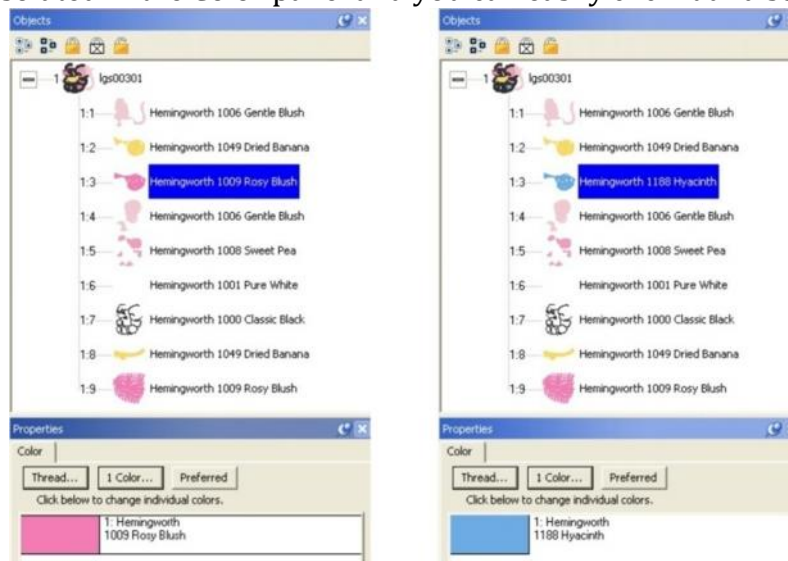 Objects
1 lgs00301
1:1 Hemingworth 1006 Gentle Blush
1:2 Hemingworth 1049 Dried Banana
1:3 Hemingworth 1009 Rosy Blush
1:4 Hemingworth 1006 Gentle Blush
1:5 Hemingworth 1008 Sweet Pea
1:6 Hemingworth 1001 Pure White
1:7 Hemingworth 1000 Classic Black
1:8 Hemingworth 1049 Dried Banana
1:9 Hemingworth 1009 Rosy Blush
Properties
Color
Thread... 1 Color... Preferred
Click below to change individual colors.
1: Hemingworth
1009 Rosy Blush
Objects
1 lgs00301
1:1 Hemingworth 1006 Gentle Blush
1:2 Hemingworth 1049 Dried Banana
1:3 Hemingworth 1188 Hyacinth
1:4 Hemingworth 1006 Gentle Blush
1:5 Hemingworth 1008 Sweet Pea
1:6 Hemingworth 1001 Pure White
1:7 Hemingworth 1000 Classic Black
1:8 Hemingworth 1049 Dried Banana
1:9 Hemingworth 1009 Rosy Blush
Properties
Color
Thread... 1 Color... Preferred
Click below to change individual colors.
1: Hemingworth
1188 Hyacinth